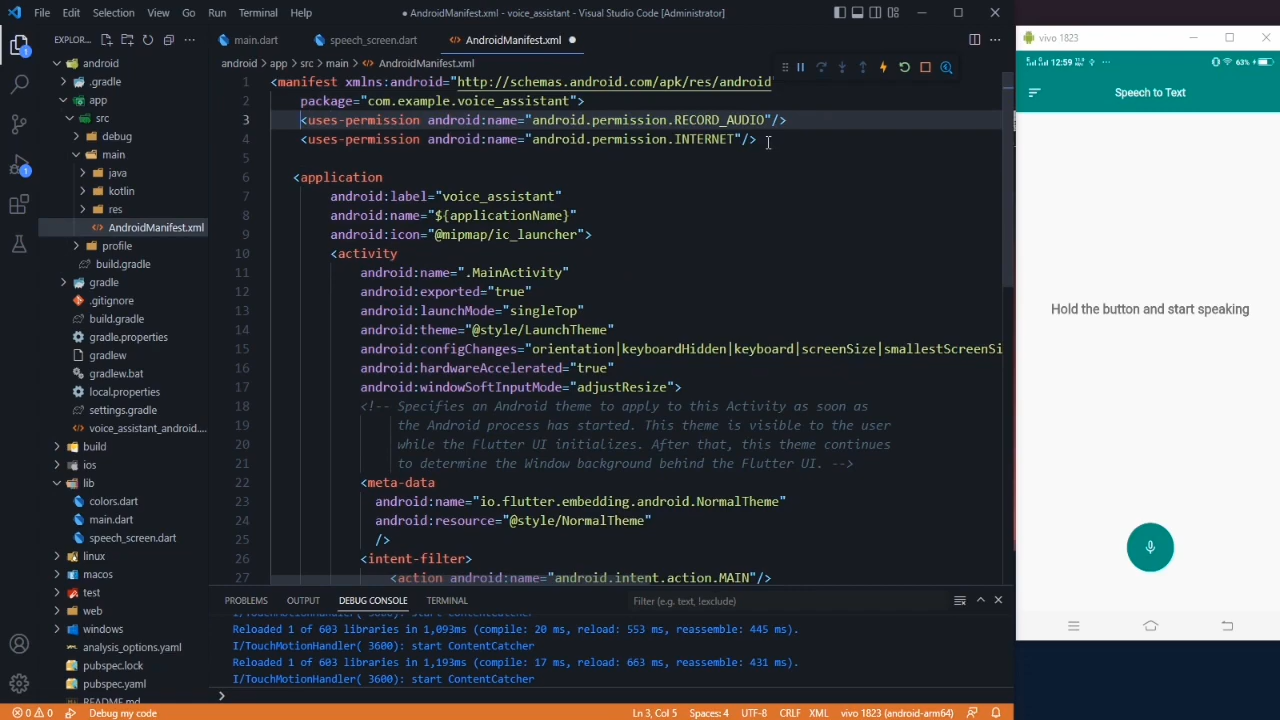 File Edit Selection View Go Run Terminal Help
● AndroidManifest.xml - voice_assistant - Visual Studio Code [Administrator]
EXPLOR...
main.dart
speech_screen.dart
AndroidManifest.xml
android > app > src > main > AndroidManifest.xml
android
.gradle
app
src
debug
main
java
kotlin
res
AndroidManifest.xml
profile
build.gradle
gradle
.gitignore
build.gradle
gradle.properties
gradlew
gradlew.bat
local.properties
settings.gradle
voice_assistant_android....
build
ios
lib
colors.dart
main.dart
speech_screen.dart
linux
macos
test
web
windows
analysis_options.yaml
pubspec.lock
pubspec.yaml
README.md
1 <manifest xmlns:android="http://schemas.android.com/apk/res/android"
2 package="com.example.voice_assistant">
3 <uses-permission android:name="android.permission.RECORD_AUDIO"/>
4 <uses-permission android:name="android.permission.INTERNET"/>
5
6 <application
7 android:label="voice_assistant"
8 android:name="${applicationName}"
9 android:icon="@mipmap/ic_launcher">
10 <activity
11 android:name=".MainActivity"
12 android:exported="true"
13 android:launchMode="singleTop"
14 android:theme="@style/LaunchTheme"
15 android:configChanges="orientation|keyboardHidden|keyboard|screenSize|smallestScreenSi
16 android:hardwareAccelerated="true"
17 android:windowSoftInputMode="adjustResize">
18 <!-- Specifies an Android theme to apply to this Activity as soon as
19 the Android process has started. This theme is visible to the user
20 while the Flutter UI initializes. After that, this theme continues
21 to determine the Window background behind the Flutter UI. -->
22 <meta-data
23 android:name="io.flutter.embedding.android.NormalTheme"
24 android:resource="@style/NormalTheme"
25 />
26 <intent-filter>
27 <action android:name="android.intent.action.MAIN"/>
PROBLEMS OUTPUT DEBUG CONSOLE TERMINAL
Filter (e.g. text, !exclude)
I/TouchMotionHandler( 3600): start ContentCatcher
Reloaded 1 of 603 libraries in 1,093ms (compile: 20 ms, reload: 553 ms, reassemble: 445 ms).
I/TouchMotionHandler( 3600): start ContentCatcher
Reloaded 1 of 603 libraries in 1,193ms (compile: 17 ms, reload: 663 ms, reassemble: 431 ms).
I/TouchMotionHandler( 3600): start ContentCatcher
0 0 Debug my code
Ln 3, Col 5 Spaces: 4 UTF-8 CRLF XML vivo 1823 (android-arm64)
vivo 1823
12:59 ... 63%
Speech to Text
Hold the button and start speaking